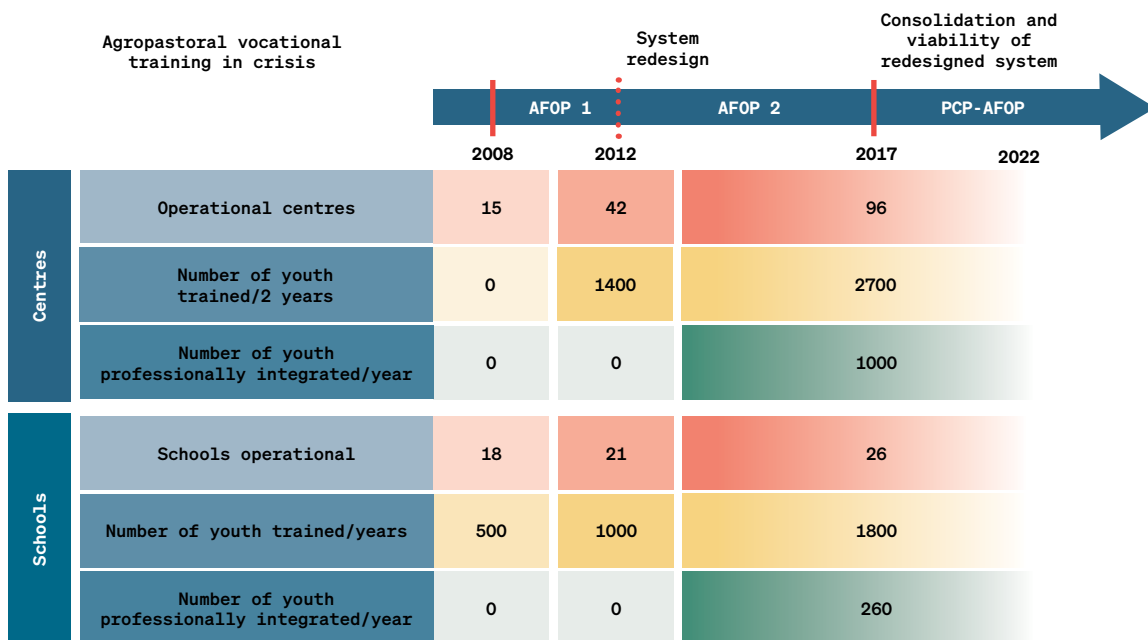 Agropastoral vocational
training in crisis
System
redesign
Consolidation and
viability of
redesigned system
AFOP 1
AFOP 2
PCP-AFOP
2008
2012
2017
2022
Centres
Operational centres
15
42
96
Number of youth
trained/2 years
0
1400
2700
Number of youth
professionally integrated/year
0
0
1000
Schools
Schools operational
18
21
26
Number of youth trained/years
500
1000
1800
Number of youth
professionally integrated/year
0
0
260